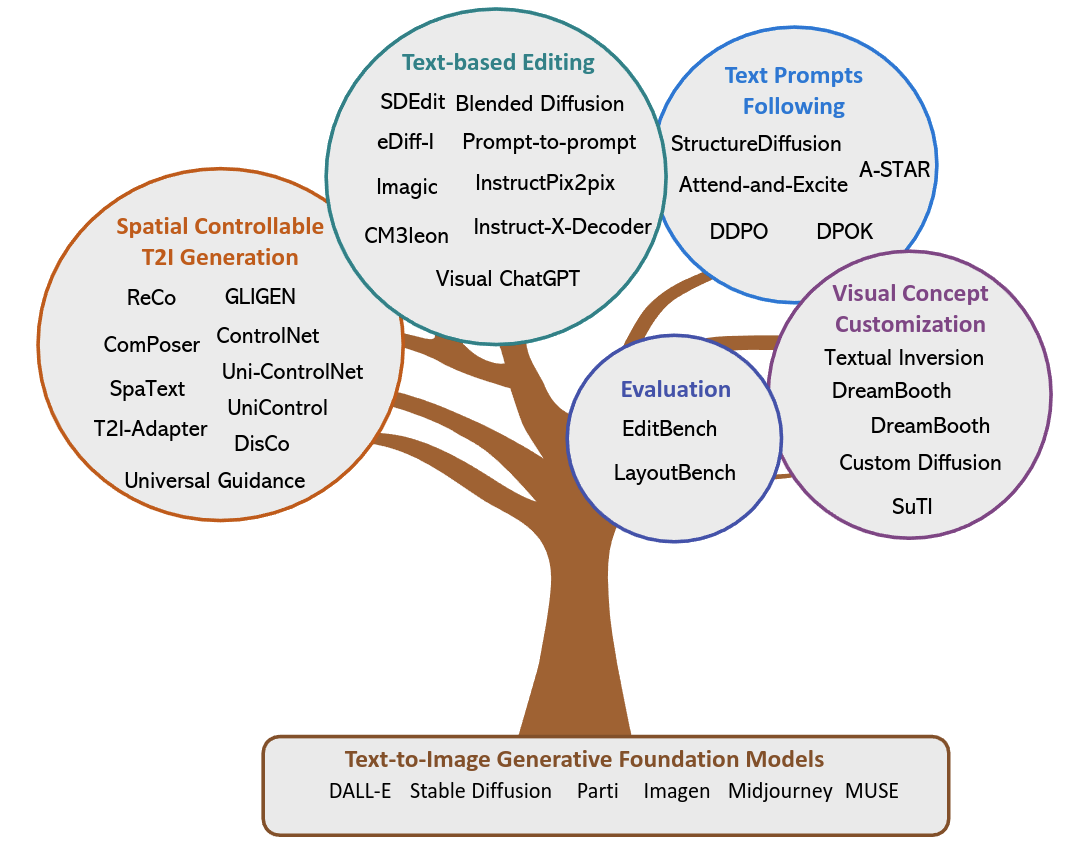 Text-based Editing
SDEdit Blended Diffusion
eDiff-I Prompt-to-prompt
Imagic InstructPix2pix
CM3leon Instruct-X-Decoder
Visual ChatGPT
Text Prompts
Following
StructureDiffusion
A-STAR
Attend-and-Excite
DDPO DPOK
Spatial Controllable
T2I Generation
ReCo GLIGEN
ComPoser ControlNet
SpaText Uni-ControlNet
T2I-Adapter UniControl
DisCo
Universal Guidance
Visual Concept
Customization
Textual Inversion
DreamBooth
DreamBooth
Custom Diffusion
SuTI
Evaluation
EditBench
LayoutBench
Text-to-Image Generative Foundation Models
DALL-E Stable Diffusion Parti Imagen Midjourney MUSE